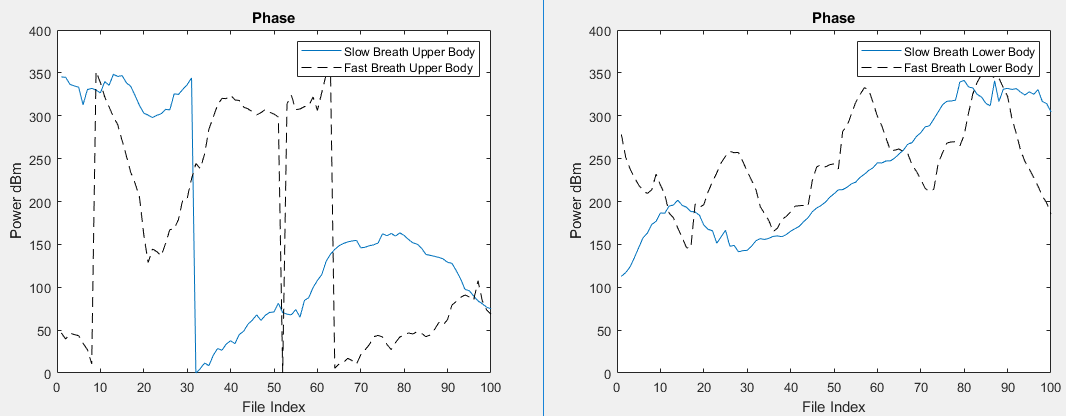 Phase
400
350
300
250
200
150
100
50
0
Power dBm
Slow Breath Upper Body
Fast Breath Upper Body
0 10 20 30 40 50 60 70 80 90 100
File Index
Phase
400
350
300
250
200
150
100
50
0
Power dBm
Slow Breath Lower Body
Fast Breath Lower Body
0 10 20 30 40 50 60 70 80 90 100
File Index